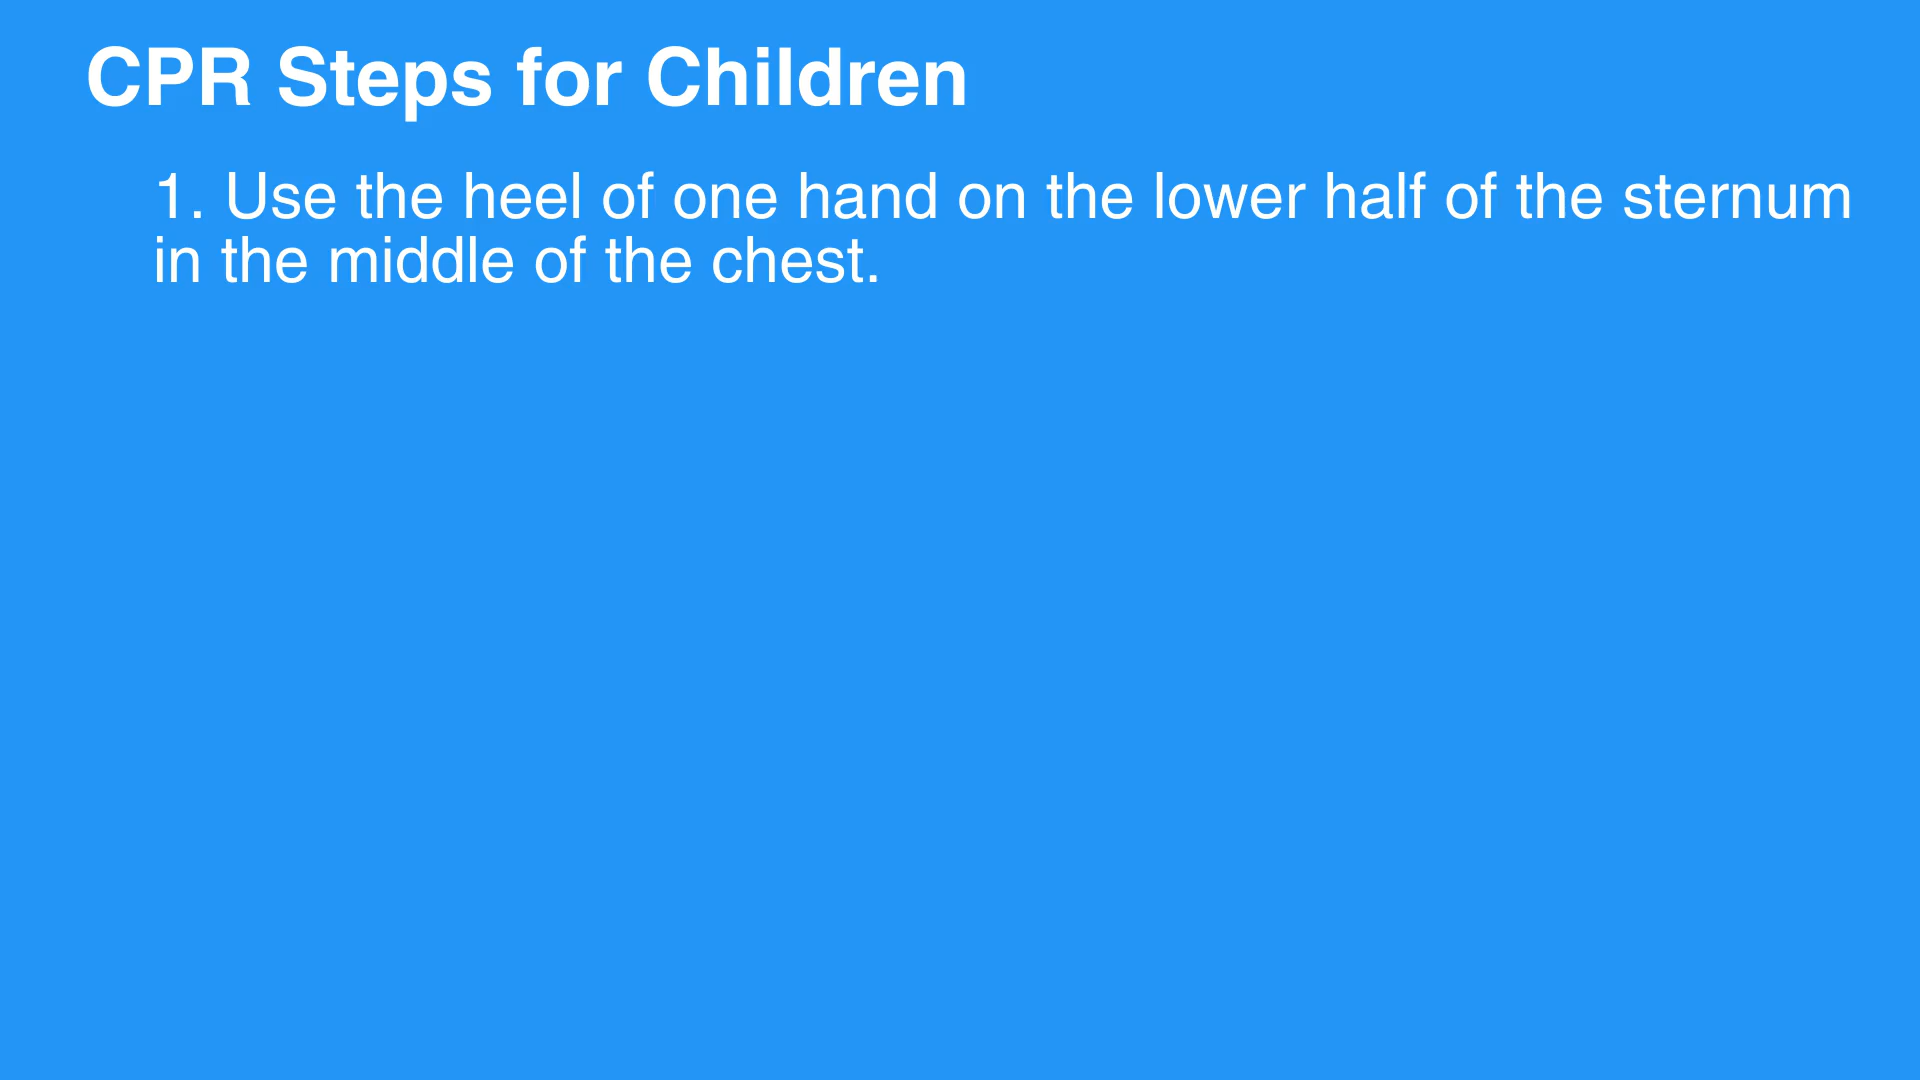 CPR Steps for Children
1. Use the heel of one hand on the lower half of the sternum
in the middle of the chest.